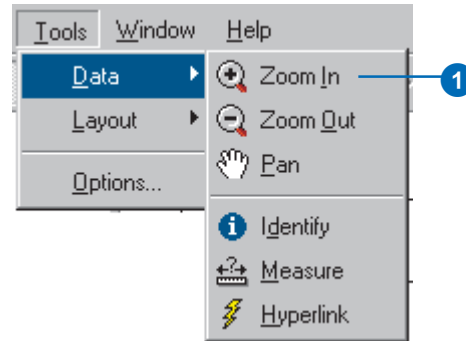 Tools Window Help
Data
Layout
Options...
Zoom In
Zoom Out
Pan
Identify
Measure
Hyperlink
1